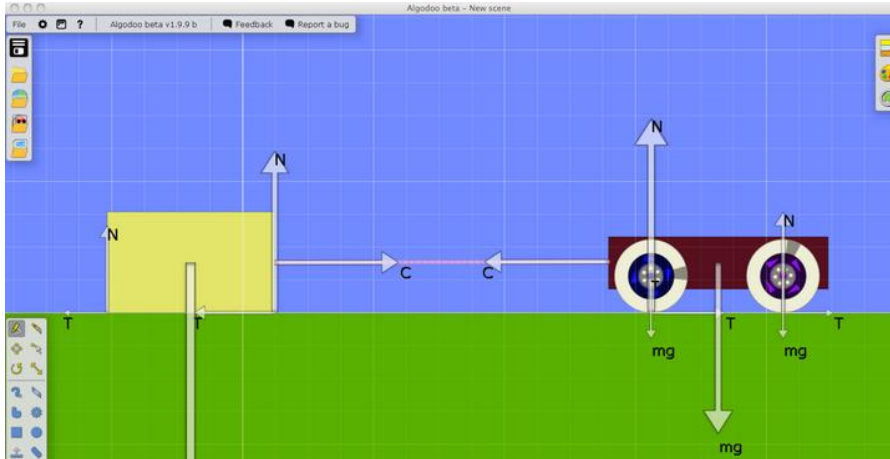 Algodoo beta - New scene
File ? Algodoo beta v1.9.9 b Feedback Report a bug
N
N
N
N
C C
T T T T T
mg mg
mg